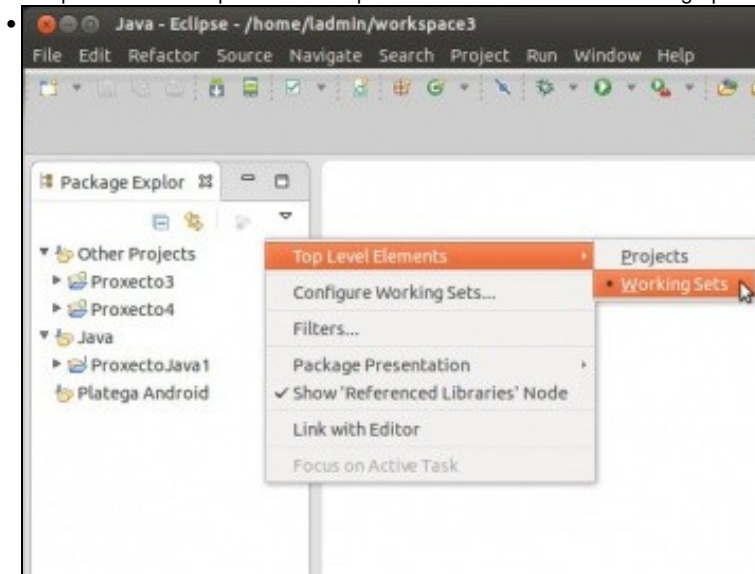 Java - Eclipse - /home/ladmin/workspace3
File Edit Refactor Source Navigate Search Project Run Window Help
Package Explor
Other Projects
Proxecto3
Proxecto4
Java
ProxectoJava1
Platega Android
Top Level Elements
Configure Working Sets...
Filters...
Package Presentation
Show 'Referenced Libraries' Node
Link with Editor
Focus on Active Task
Projects
Working Sets